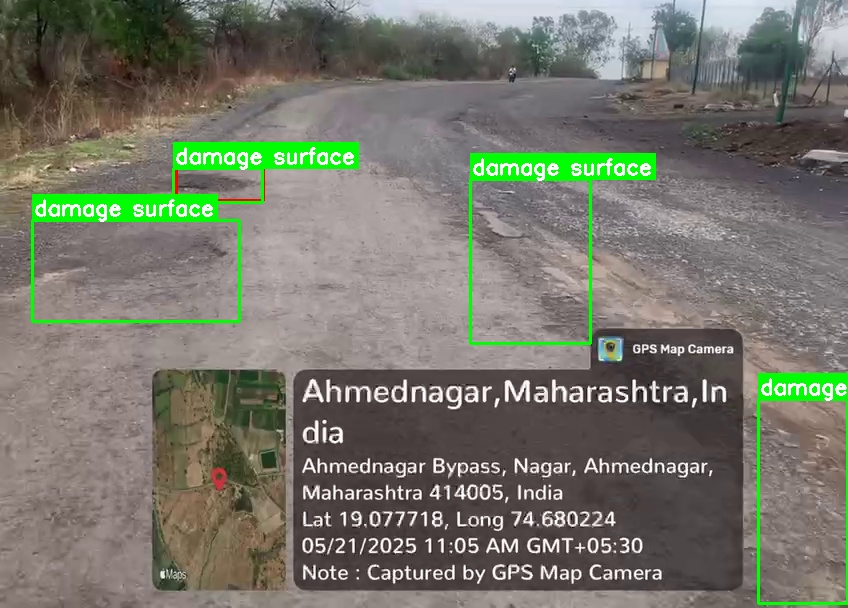 damage surface
damage surface
damage surface
damage
GPS Map Camera
Ahmednagar,Maharashtra,In
dia
Ahmednagar Bypass, Nagar, Ahmednagar,
Maharashtra 414005, India
Lat 19.077718, Long 74.680224
05/21/2025 11:05 AM GMT+05:30
Note : Captured by GPS Map Camera
Maps